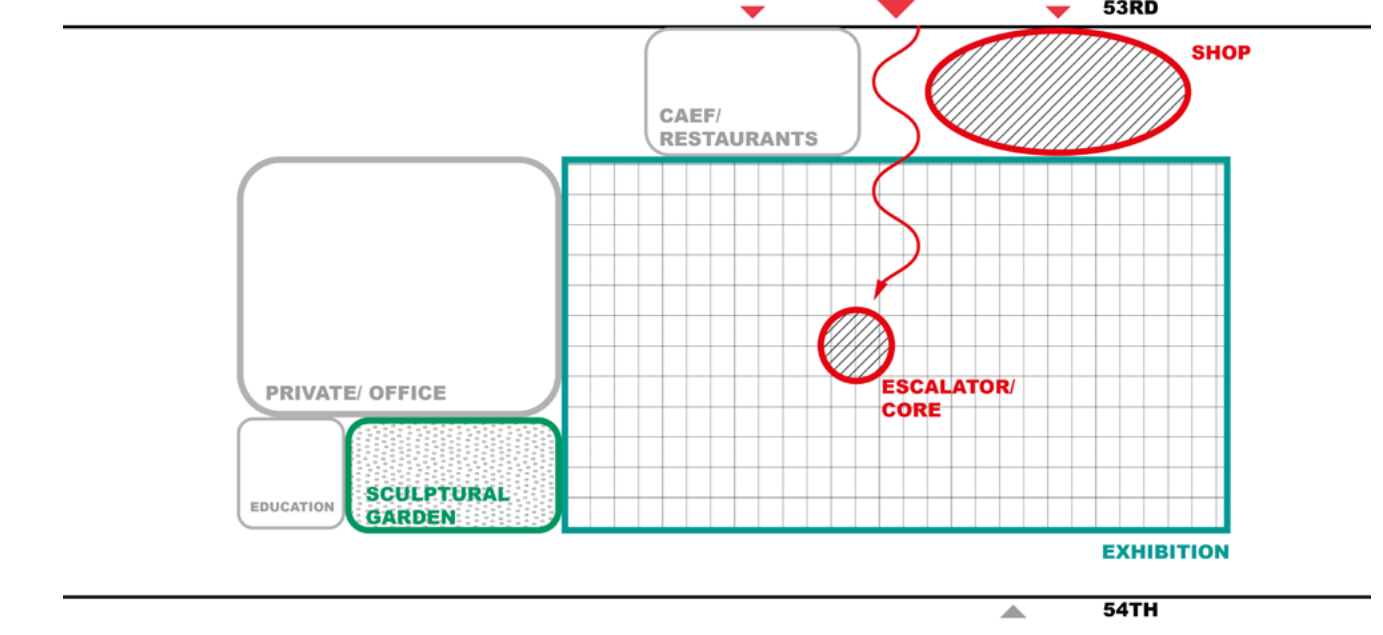 53RD
SHOP
CAEF/
RESTAURANTS
PRIVATE/ OFFICE
ESCALATOR/
CORE
EDUCATION
SCULPTURAL
GARDEN
EXHIBITION
54TH